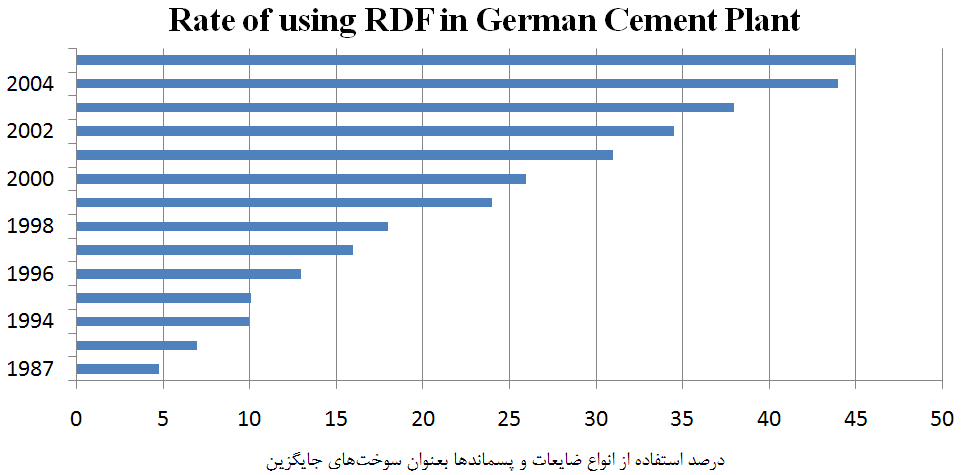 Rate of using RDF in German Cement Plant
2004
2002
2000
1998
1996
1994
1987
0 5 10 15 20 25 30 35 40 45 50
درصد استفاده از انواع ضایعات و پسماندها بعنوان سوخت‌های جایگزین